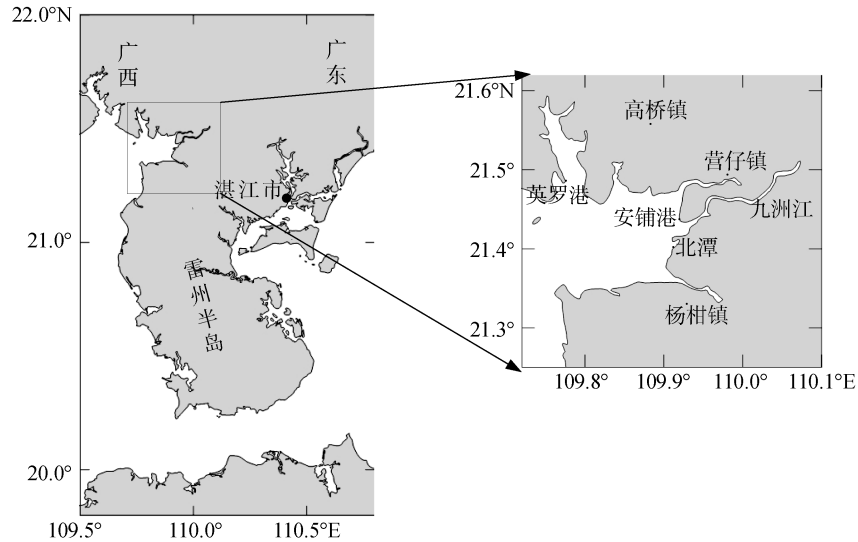 22.0°N
广西
广东
湛江市
21.0°
雷州半岛
20.0°
109.5°
110.0°
110.5°E
21.6°N
高桥镇
21.5°
营仔镇
英罗港
安铺港
九洲江
21.4°
北潭
杨柑镇
21.3°
109.8°
109.9°
110.0°
110.1°E